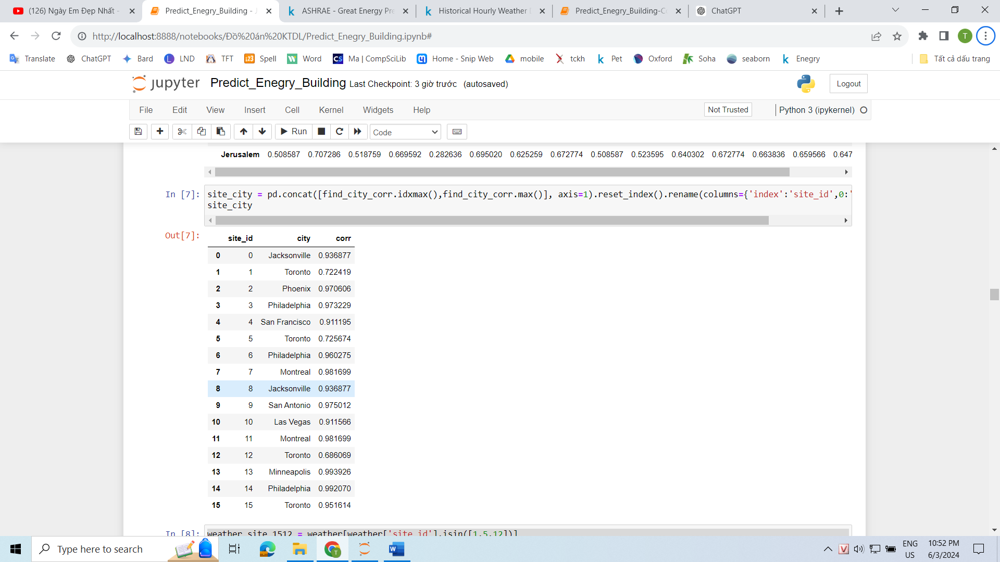 (126) Ngày Em Đẹp Nhất -
Predict_Enegry_Building - J
ASHRAE - Great Energy Pre
Historical Hourly Weather D
Predict_Enegry_Building-Co
ChatGPT
http://localhost:8888/notebooks/Đồ%20án%20KTDL/Predict_Enegry_Building.ipynb#
T
Translate ChatGPT Bard LND TFT Spell Word Ma | CompSciLib Home - Snip Web mobile tckh Pet Oxford Soha seaborn Enegry Tất cả dấu trang
jupyter Predict_Enegry_Building Last Checkpoint: 3 giờ trước (autosaved) Logout
File Edit View Insert Cell Kernel Widgets Help Not Trusted Python 3 (ipykernel)
Run Code
Jerusalem 0.508587 0.707286 0.518759 0.669592 0.282636 0.695020 0.625259 0.672774 0.508587 0.523595 0.640302 0.672774 0.663836 0.659566 0.647
In [7]: site_city = pd.concat([find_city_corr.idxmax(),find_city_corr.max()], axis=1).reset_index().rename(columns={'index':'site_id',0:'
site_city
Out[7]:
site_id city corr
0 0 Jacksonville 0.936877
1 1 Toronto 0.722419
2 2 Phoenix 0.970606
3 3 Philadelphia 0.973229
4 4 San Francisco 0.911195
5 5 Toronto 0.725674
6 6 Philadelphia 0.960275
7 7 Montreal 0.981699
8 8 Jacksonville 0.936877
9 9 San Antonio 0.975012
10 10 Las Vegas 0.911566
11 11 Montreal 0.981699
12 12 Toronto 0.686069
13 13 Minneapolis 0.993926
14 14 Philadelphia 0.992070
15 15 Toronto 0.951614
In [8]: weather_site_1512 = weather[weather['site_id'].isin([1,5,12])]
Type here to search
ENG
US
10:52 PM
6/3/2024